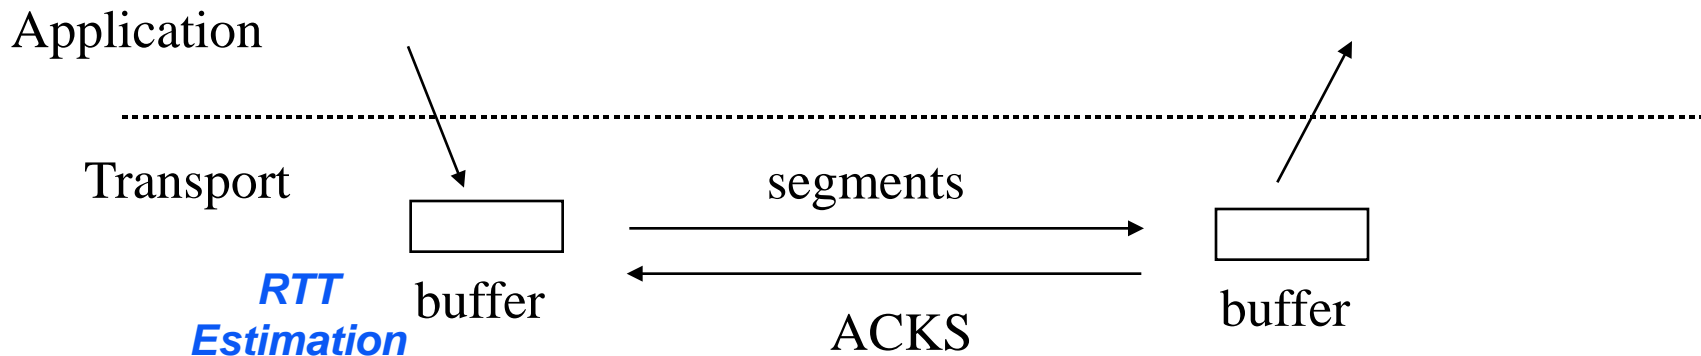 Application
Transport
segments
RTT
Estimation
buffer
ACKS
buffer